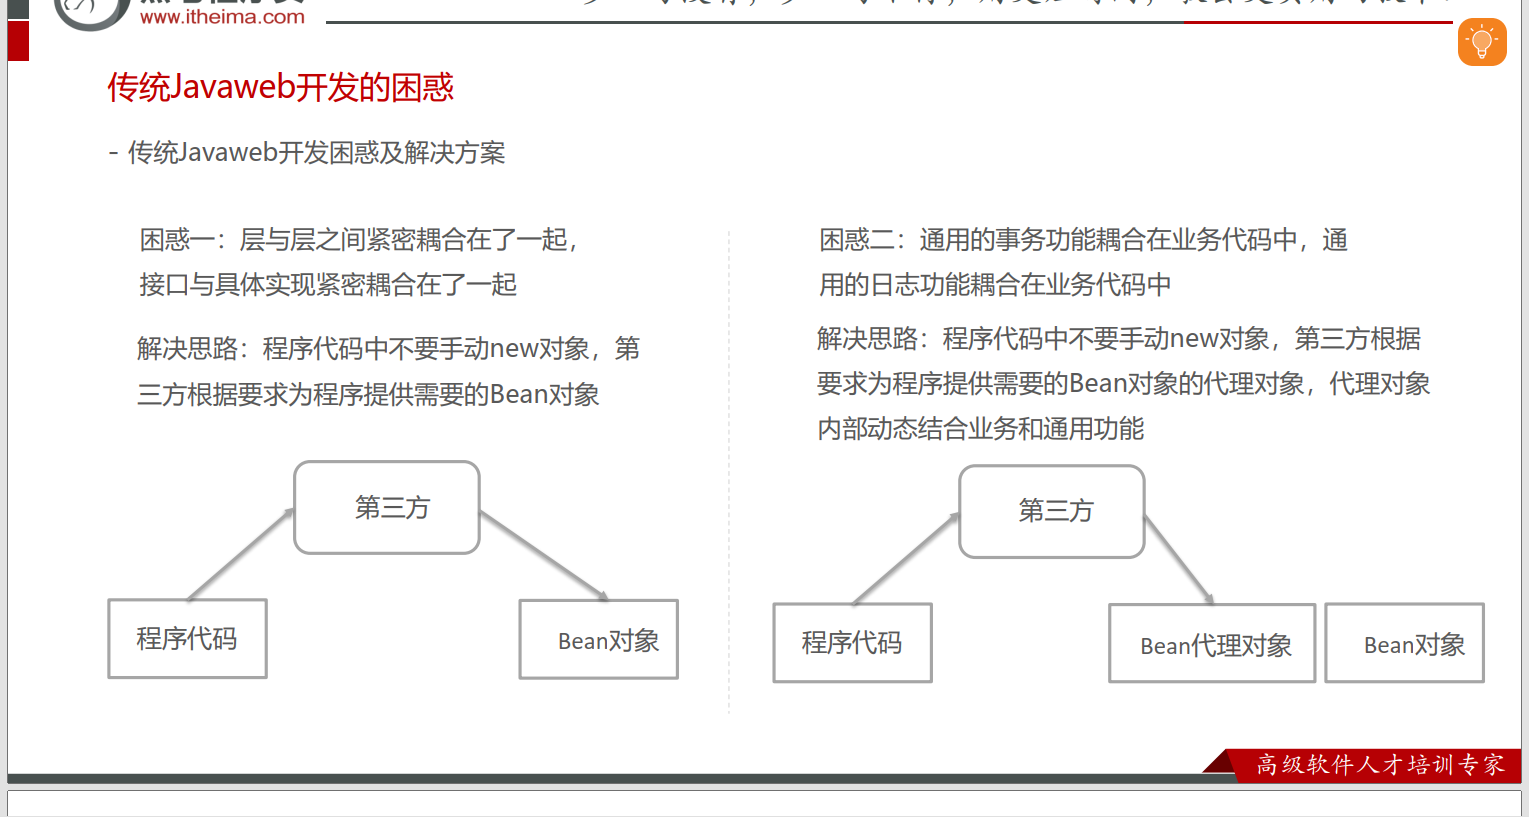 www.itheima.com
传统Javaweb开发的困惑
- 传统Javaweb开发困惑及解决方案
困惑一：层与层之间紧密耦合在了一起，
接口与具体实现紧密耦合在了一起
解决思路：程序代码中不要手动new对象，第
三方根据要求为程序提供需要的Bean对象
第三方
程序代码
Bean对象
困惑二：通用的事务功能耦合在业务代码中，通
用的日志功能耦合在业务代码中
解决思路：程序代码中不要手动new对象，第三方根据
要求为程序提供需要的Bean对象的代理对象，代理对象
内部动态结合业务和通用功能
第三方
程序代码
Bean代理对象
Bean对象
高级软件人才培训专家